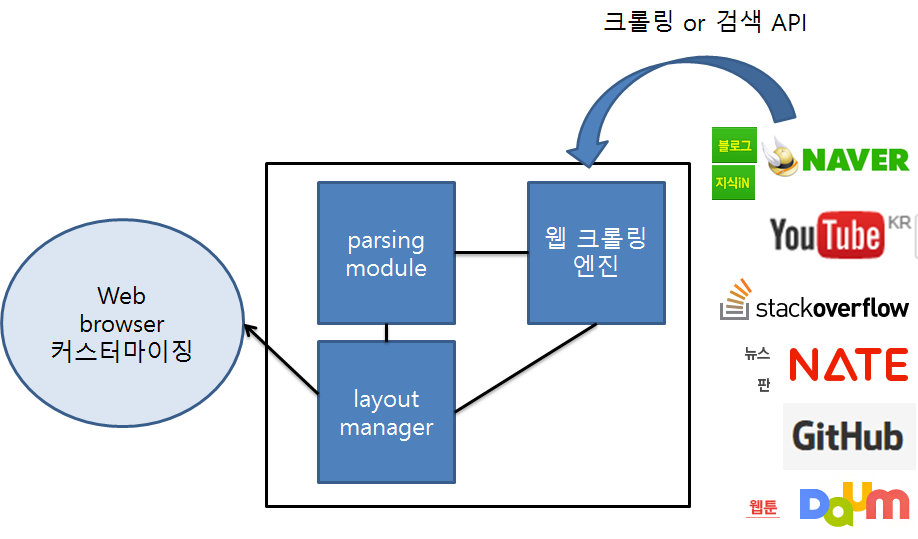 크롤링 or 검색 API
블로그
지식iN
NAVER
YouTube KR
stackoverflow
뉴스
판
NATE
GitHub
웹툰
Daum
parsing
module
웹 크롤링
엔진
layout
manager
Web
browser
커스터마이징